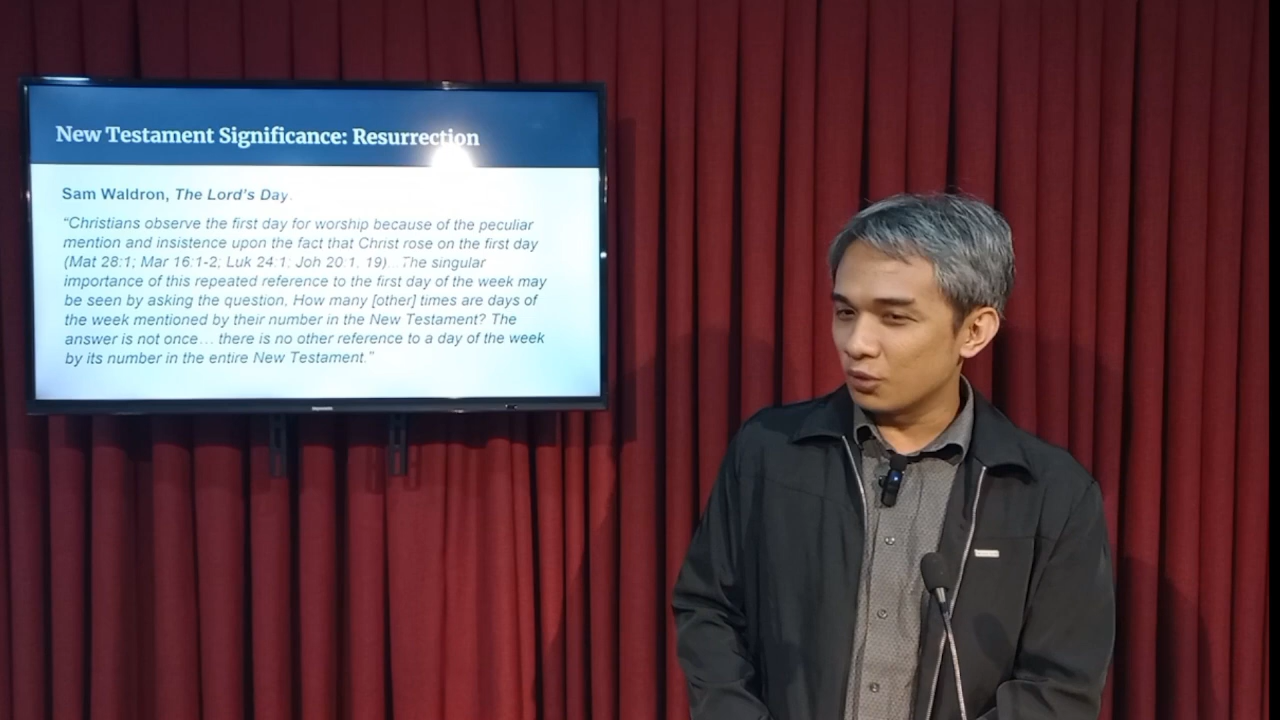 New Testament Significance: Resurrection
Sam Waldron, The Lord's Day.
“Christians observe the first day for worship because of the peculiar
mention and insistence upon the fact that Christ rose on the first day
(Mat 28:1; Mar 16:1-2; Luk 24:1; Joh 20:1, 19)...The singular
importance of this repeated reference to the first day of the week may
be seen by asking the question, How many [other] times are days of
the week mentioned by their number in the New Testament? The
answer is not once… there is no other reference to a day of the week
by its number in the entire New Testament.”